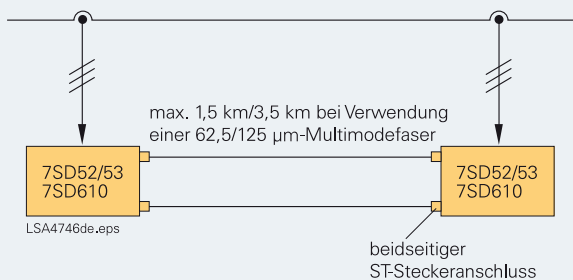 max. 1,5 km/3,5 km bei Verwendung
einer 62,5/125 µm-Multimodefaser
7SD52/53
7SD610
7SD52/53
7SD610
LSA4746de.eps
beidseitiger
ST-Steckeranschluss